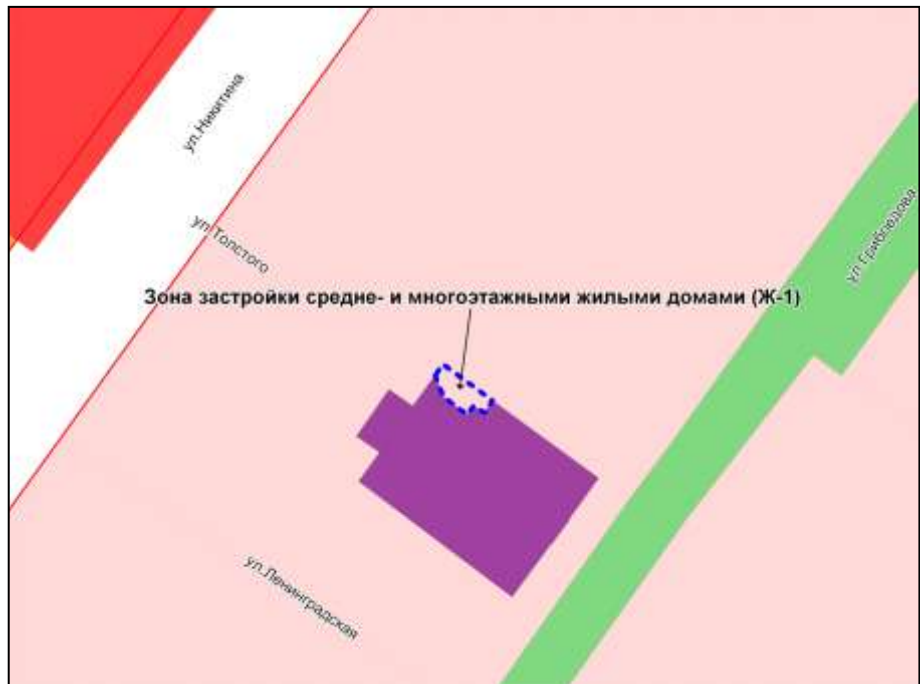 ул.Никитина
ул.Толстого
ул.Грибоедова
Зона застройки средне- и многоэтажными жилыми домами (Ж-1)
ул.Ленинградская